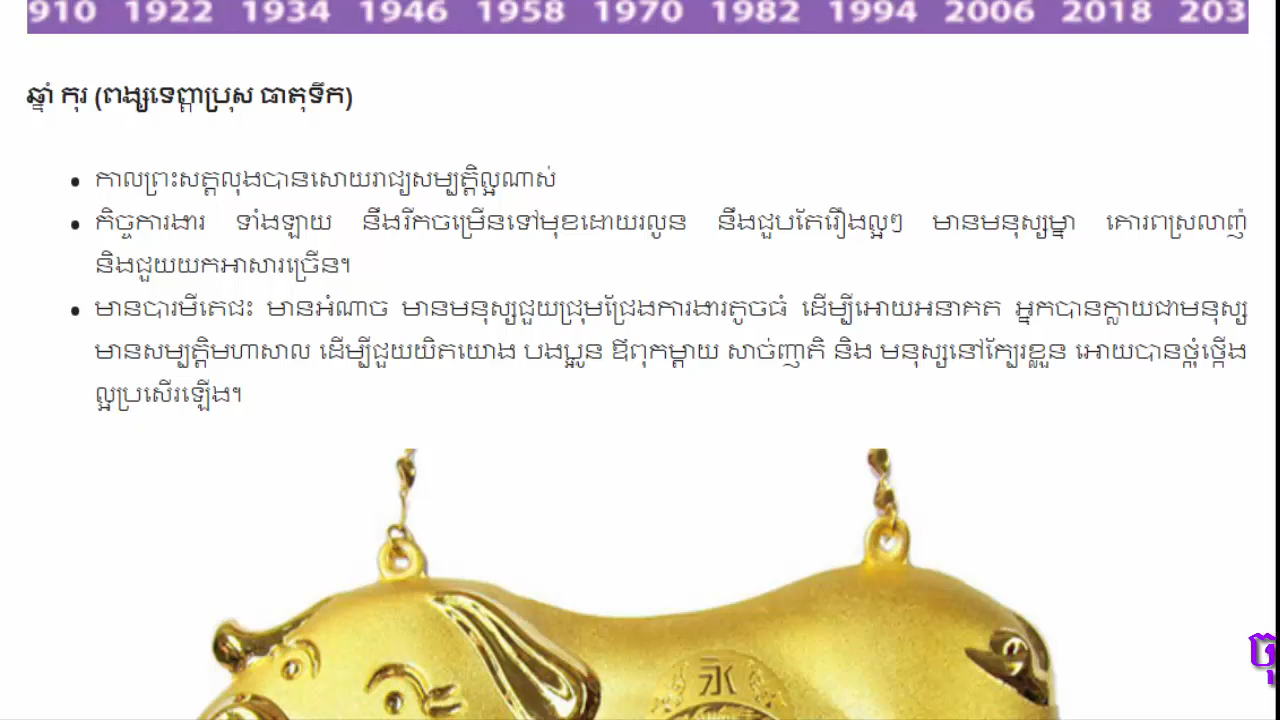 910 1922 1934 1946 1958 1970 1982 1994 2006 2018 203
ឆ្នាំ កុរ (ពង្សទេព្តាប្រុស ធាតុទឹក)
• កាលព្រះសត្តលុងបានសោយរាជ្យសម្បត្តិល្អណាស់
• កិច្ចការងារ ទាំងឡាយ នឹងរីកចម្រើនទៅមុខដោយរលូន នឹងជួបតែរឿងល្អៗ មានមនុស្សម្នា គោរពស្រលាញ់
និងជួយយកអាសារច្រើន។
• មានបារមីតេជះ មានអំណាច មានមនុស្សជួយជ្រុមជ្រែងការងារតូចធំ ដើម្បីអោយអនាគត អ្នកបានក្លាយជាមនុស្ស
មានសម្បត្តិមហាសាល ដើម្បីជួយយិតយោង បងប្អូន ឪពុកម្តាយ សាច់ញាតិ និង មនុស្សនៅក្បែរខ្លួន អោយបានថ្កុំថ្កើង
ល្អប្រសើរឡើង។
永